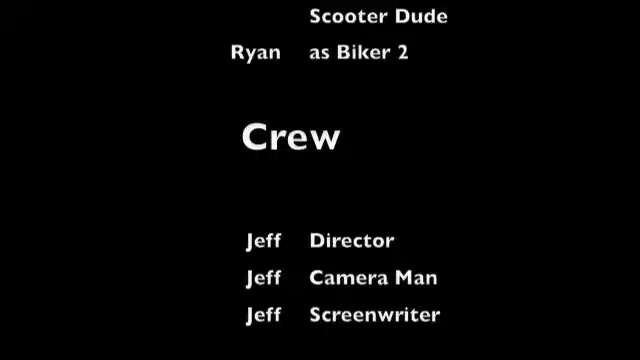 Scooter Dude
Ryan as Biker 2
Crew
Jeff Director
Jeff Camera Man
Jeff Screenwriter